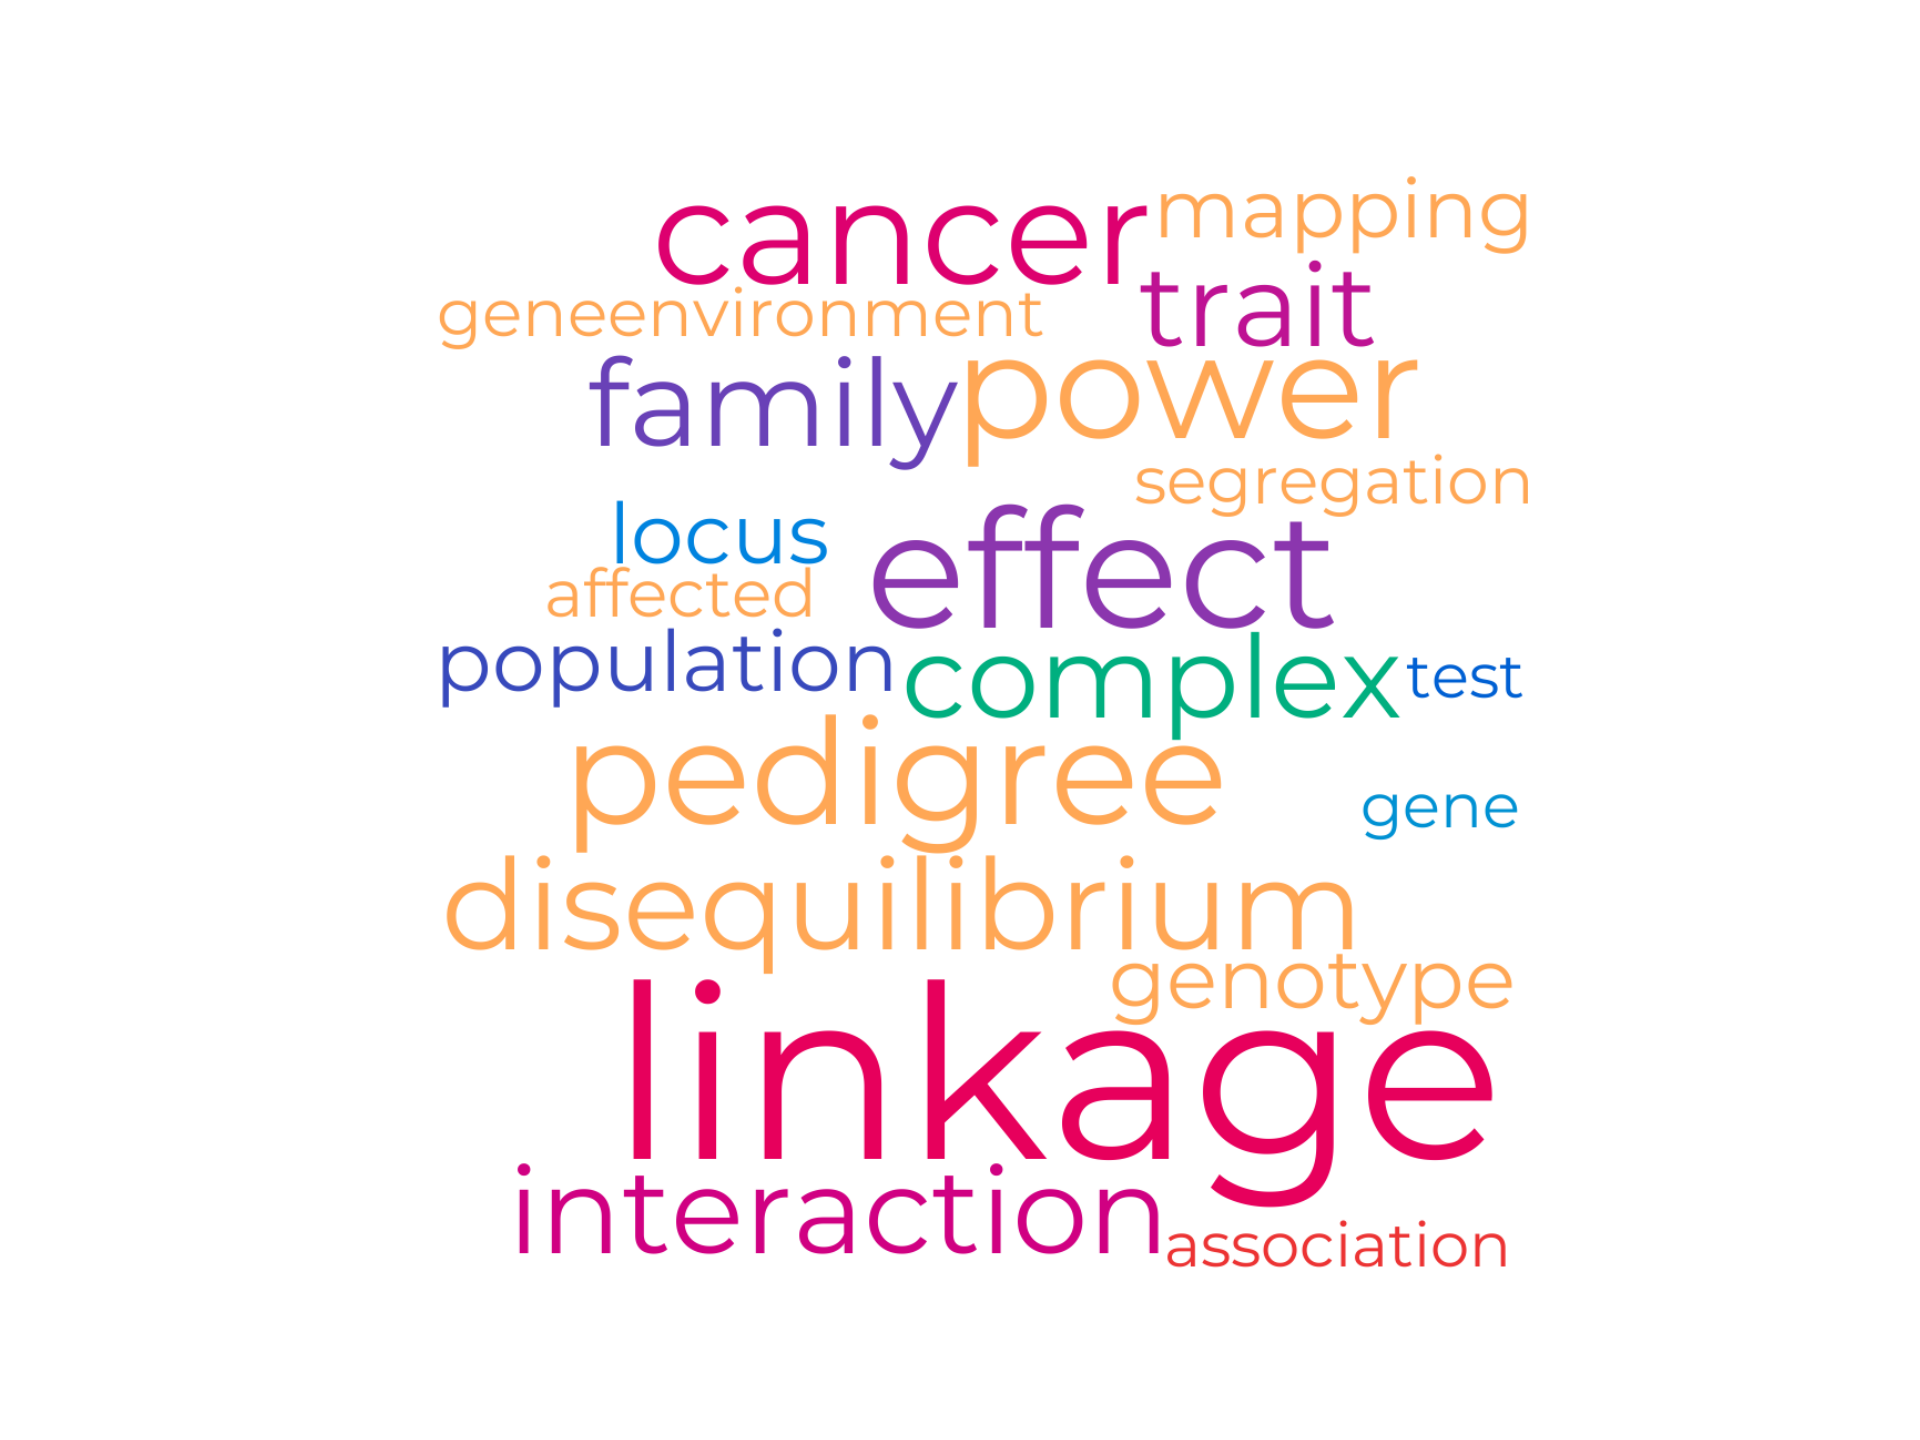 cancer mapping
geneenvironment trait
family power
segregation
locus effect
affected
population complex test
pedigree gene
disequilibrium
genotype
linkage
interaction association